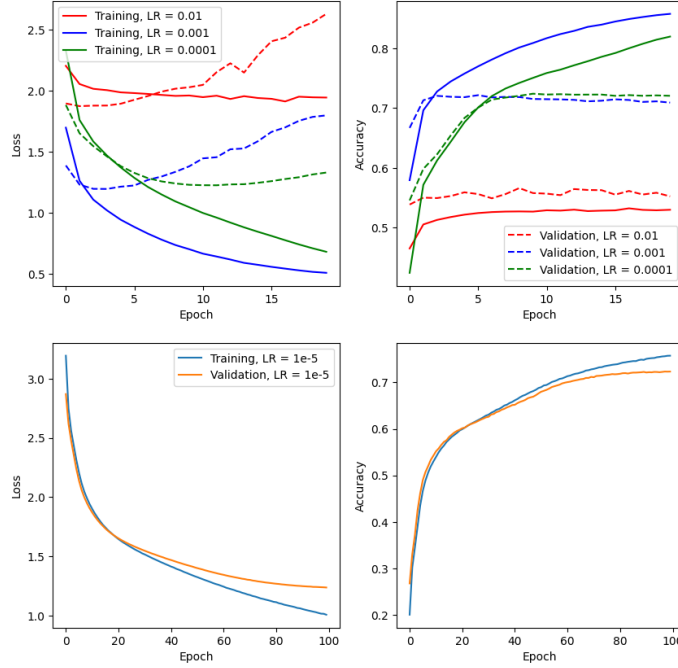 Training, LR = 0.01
Training, LR = 0.001
Training, LR = 0.0001
2.5
2.0
1.5
1.0
0.5
Loss
0
5
10
15
Epoch
0.8
0.7
0.6
0.5
Accuracy
Validation, LR = 0.01
Validation, LR = 0.001
Validation, LR = 0.0001
0
5
10
15
Epoch
Training, LR = 1e-5
Validation, LR = 1e-5
3.0
2.5
2.0
1.5
1.0
Loss
0
20
40
60
80
100
Epoch
0.7
0.6
0.5
0.4
0.3
0.2
Accuracy
0
20
40
60
80
100
Epoch